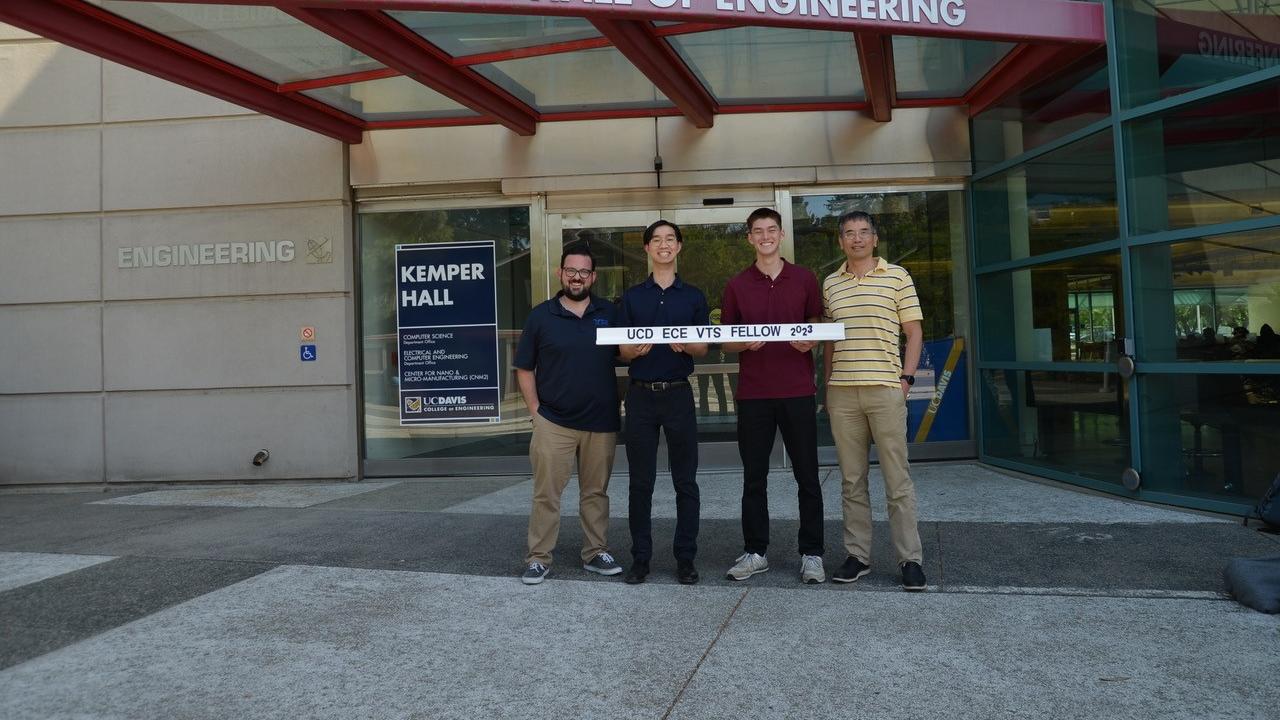 OF ENGINEERING
ENGINEERING
KEMPER
HALL
COMPUTER SCIENCE
Department Office
ELECTRICAL AND
COMPUTER ENGINEERING
Department Office
CENTER FOR NANO &
MICRO-MANUFACTURING (CNM2)
UCDAVIS
COLLEGE OF ENGINEERING
UCD ECE VTS FELLOW 2023
UCDAVIS